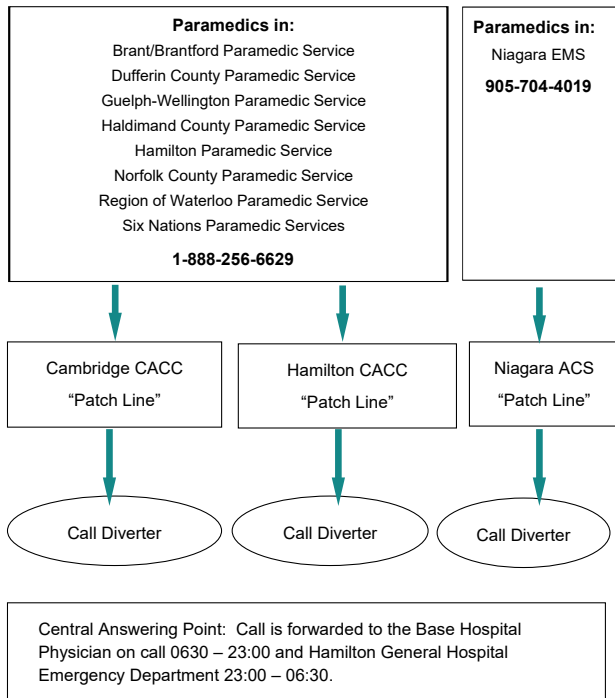 Paramedics in:
Brant/Brantford Paramedic Service
Dufferin County Paramedic Service
Guelph-Wellington Paramedic Service
Haldimand County Paramedic Service
Hamilton Paramedic Service
Norfolk County Paramedic Service
Region of Waterloo Paramedic Service
Six Nations Paramedic Services
1-888-256-6629
Paramedics in:
Niagara EMS
905-704-4019
Cambridge CACC
“Patch Line”
Hamilton CACC
“Patch Line”
Niagara ACS
“Patch Line”
Call Diverter
Call Diverter
Call Diverter
Central Answering Point:  Call is forwarded to the Base Hospital
Physician on call 0630 – 23:00 and Hamilton General Hospital
Emergency Department 23:00 – 06:30.